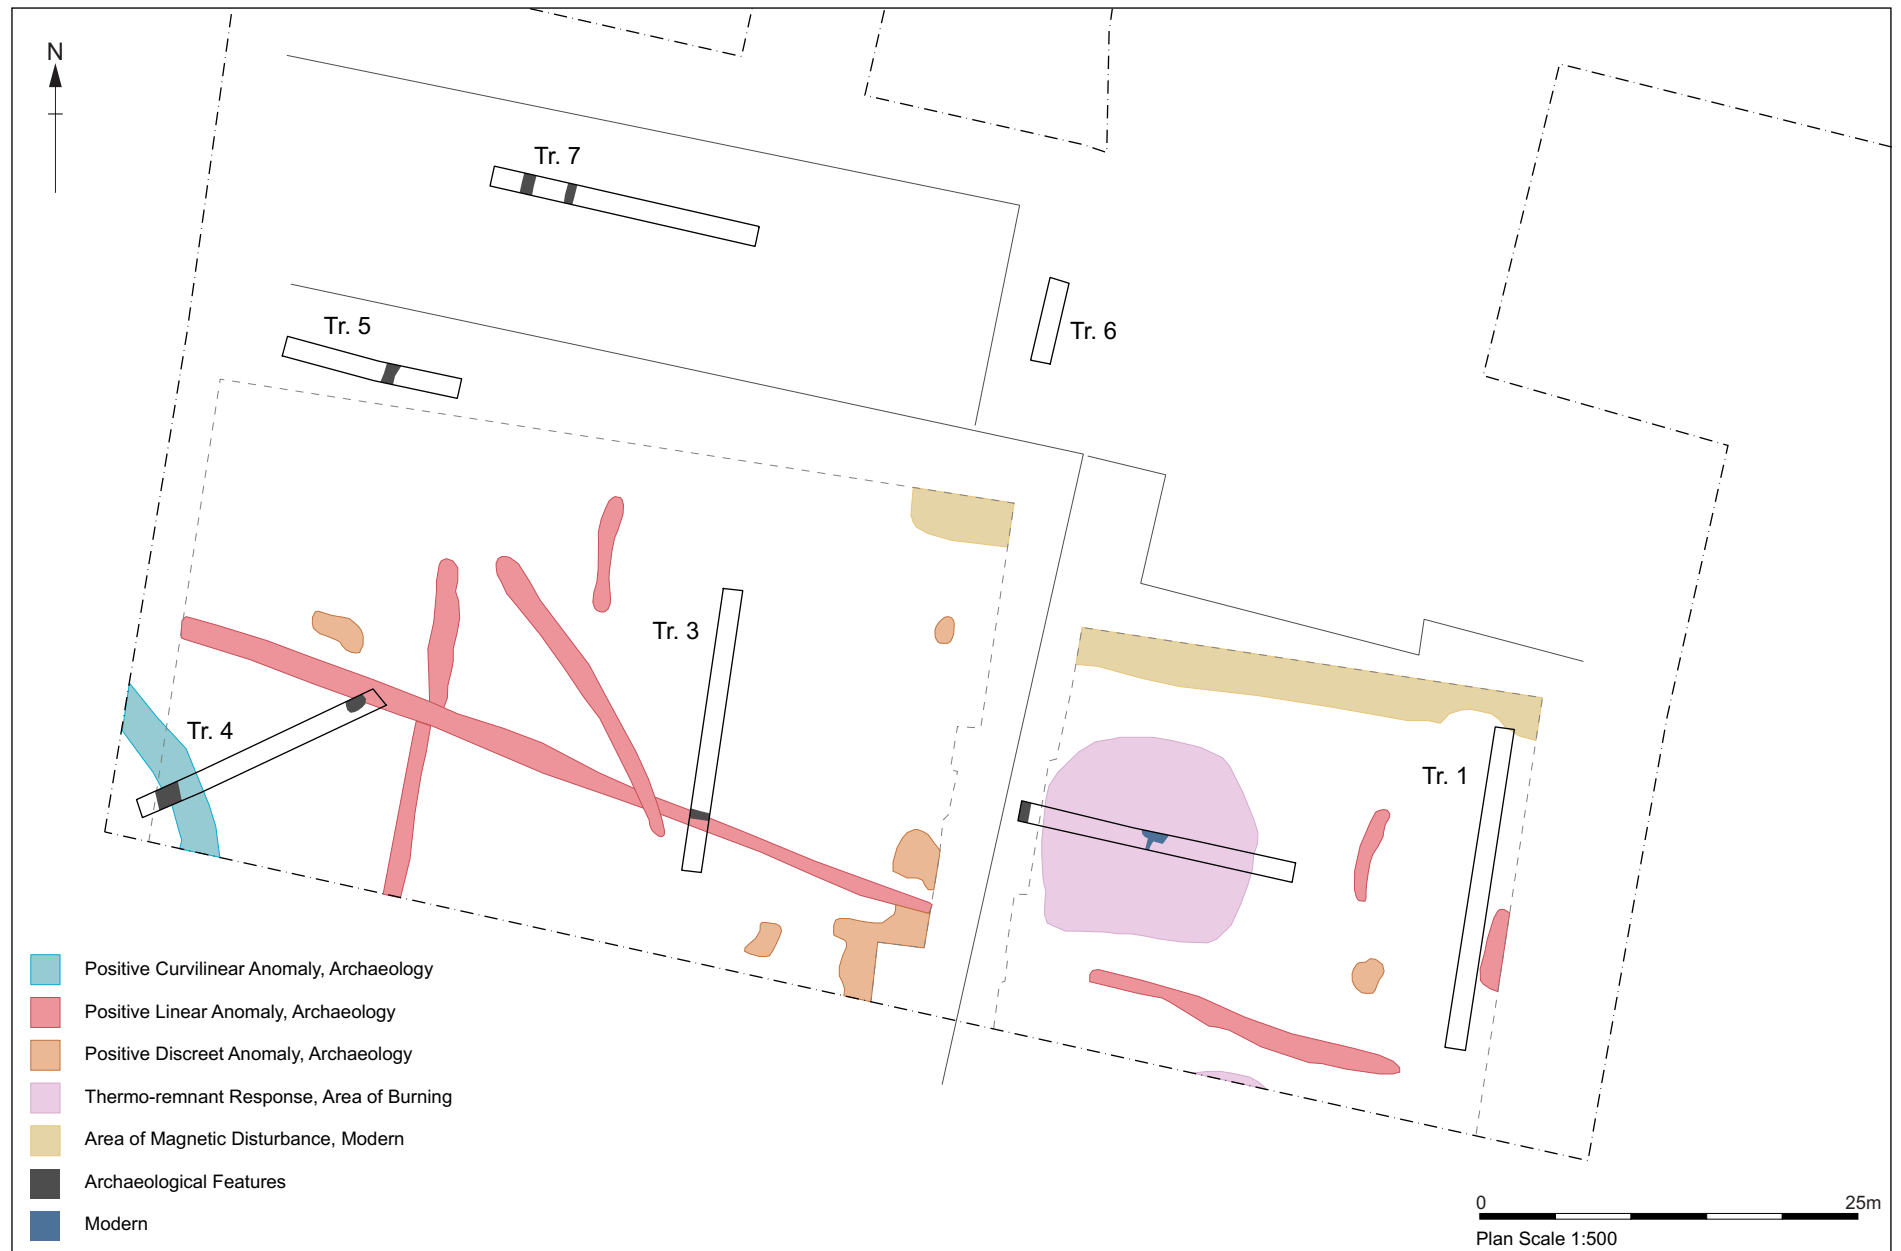 N
Tr. 7
Tr. 5
Tr. 6
Tr. 3
Tr. 4
Tr. 1
Positive Curvilinear Anomaly, Archaeology
Positive Linear Anomaly, Archaeology
Positive Discreet Anomaly, Archaeology
Thermo-remnant Response, Area of Burning
Area of Magnetic Disturbance, Modern
Archaeological Features
Modern
0 25m
Plan Scale 1:500